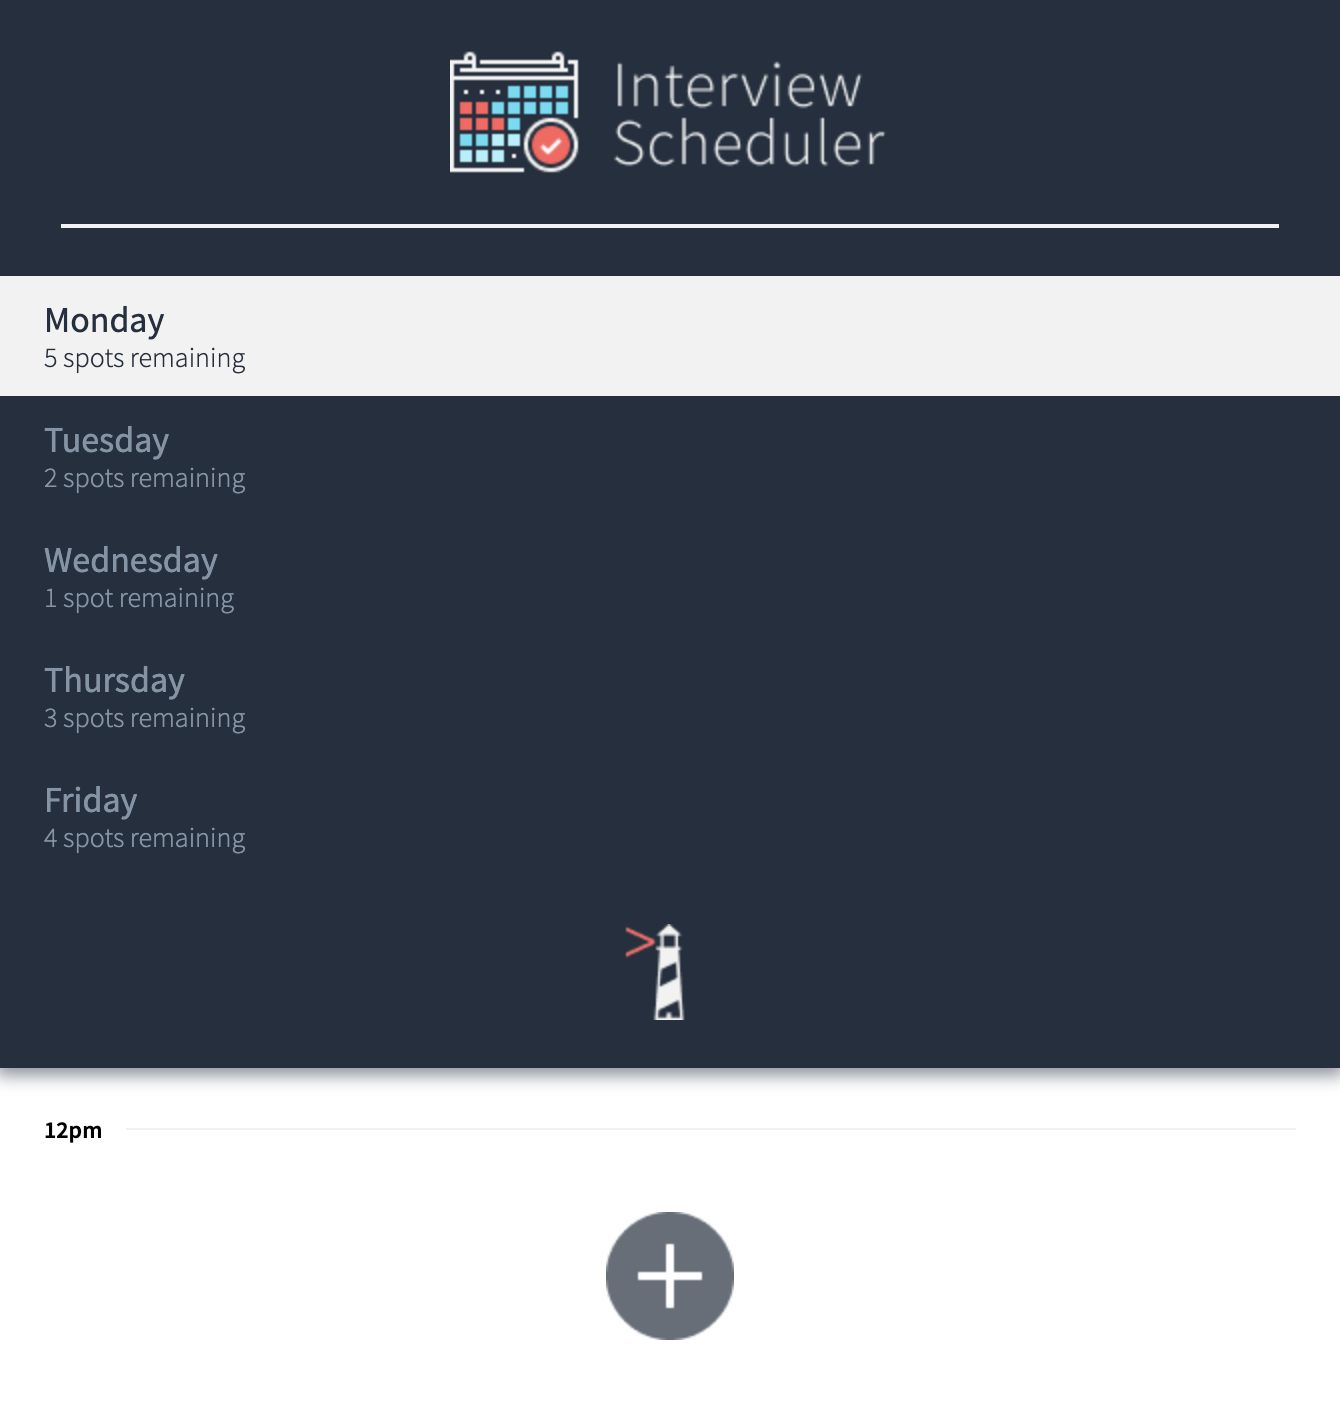 Interview
Scheduler
Monday
5 spots remaining
Tuesday
2 spots remaining
Wednesday
1 spot remaining
Thursday
3 spots remaining
Friday
4 spots remaining
12pm